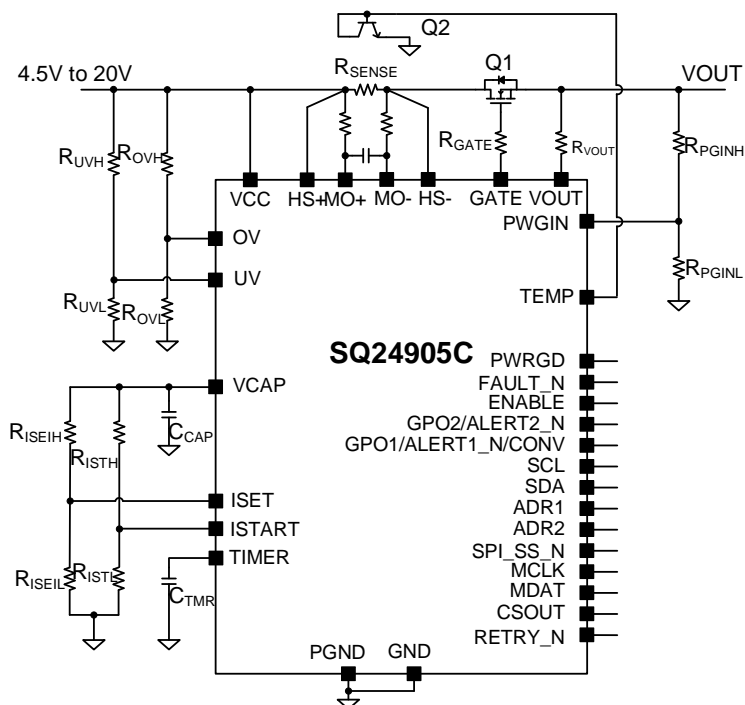 Q2
4.5V to 20V
RSENSE
Q1
VOUT
RUVH
ROVH
RGATE
RVOUT
RPGINH
VCC
HS+
MO+
MO-
HS-
GATE
VOUT
PWGIN
OV
UV
RPGINL
TEMP
RUVL
ROVL
SQ24905C
VCAP
PWRGD
FAULT_N
ENABLE
GPO2/ALERT2_N
GPO1/ALERT1_N/CONV
SCL
SDA
ADR1
ADR2
SPI_SS_N
MCLK
MDAT
CSOUT
RETRY_N
RISEIH
RISTH
CCAP
ISET
ISTART
TIMER
RISEIL
RISTL
CTMR
PGND
GND